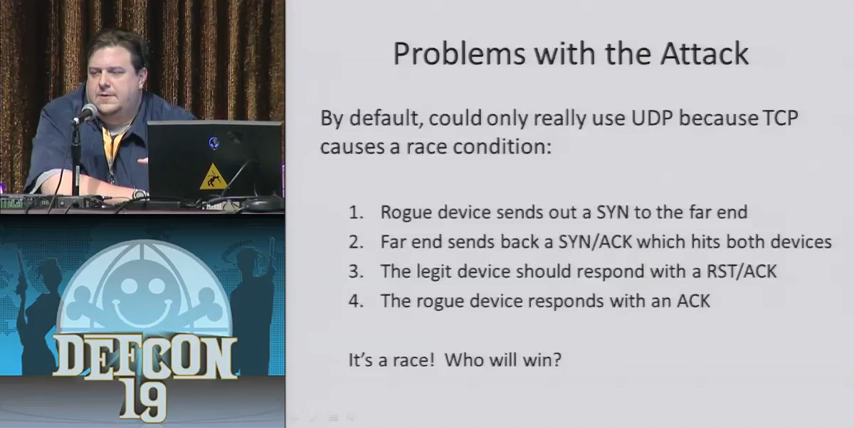 Problems with the Attack
By default, could only really use UDP because TCP
causes a race condition:
1. Rogue device sends out a SYN to the far end
2. Far end sends back a SYN/ACK which hits both devices
3. The legit device should respond with a RST/ACK
4. The rogue device responds with an ACK
It's a race! Who will win?
DEFCON
19